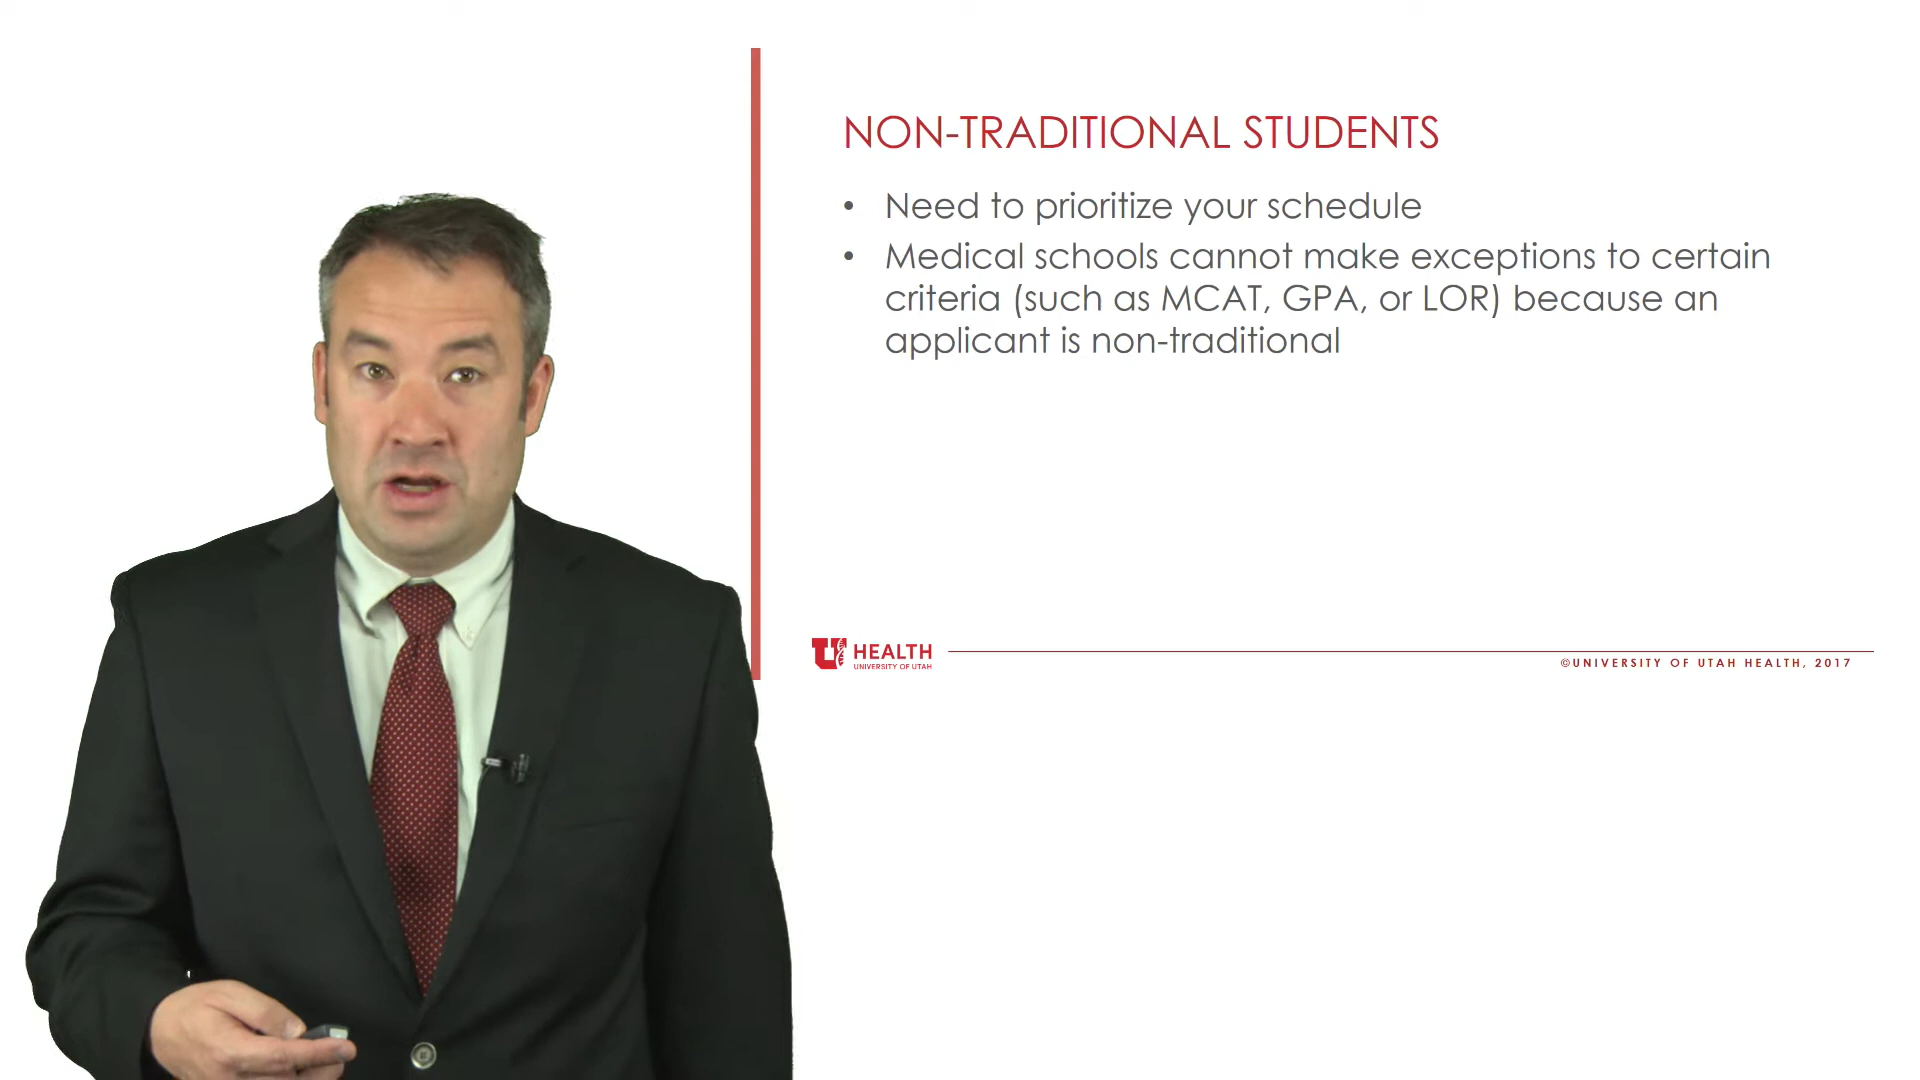 NON-TRADITIONAL STUDENTS
• Need to prioritize your schedule
• Medical schools cannot make exceptions to certain
criteria (such as MCAT, GPA, or LOR) because an
applicant is non-traditional
U HEALTH
UNIVERSITY OF UTAH
©UNIVERSITY OF UTAH HEALTH, 2017